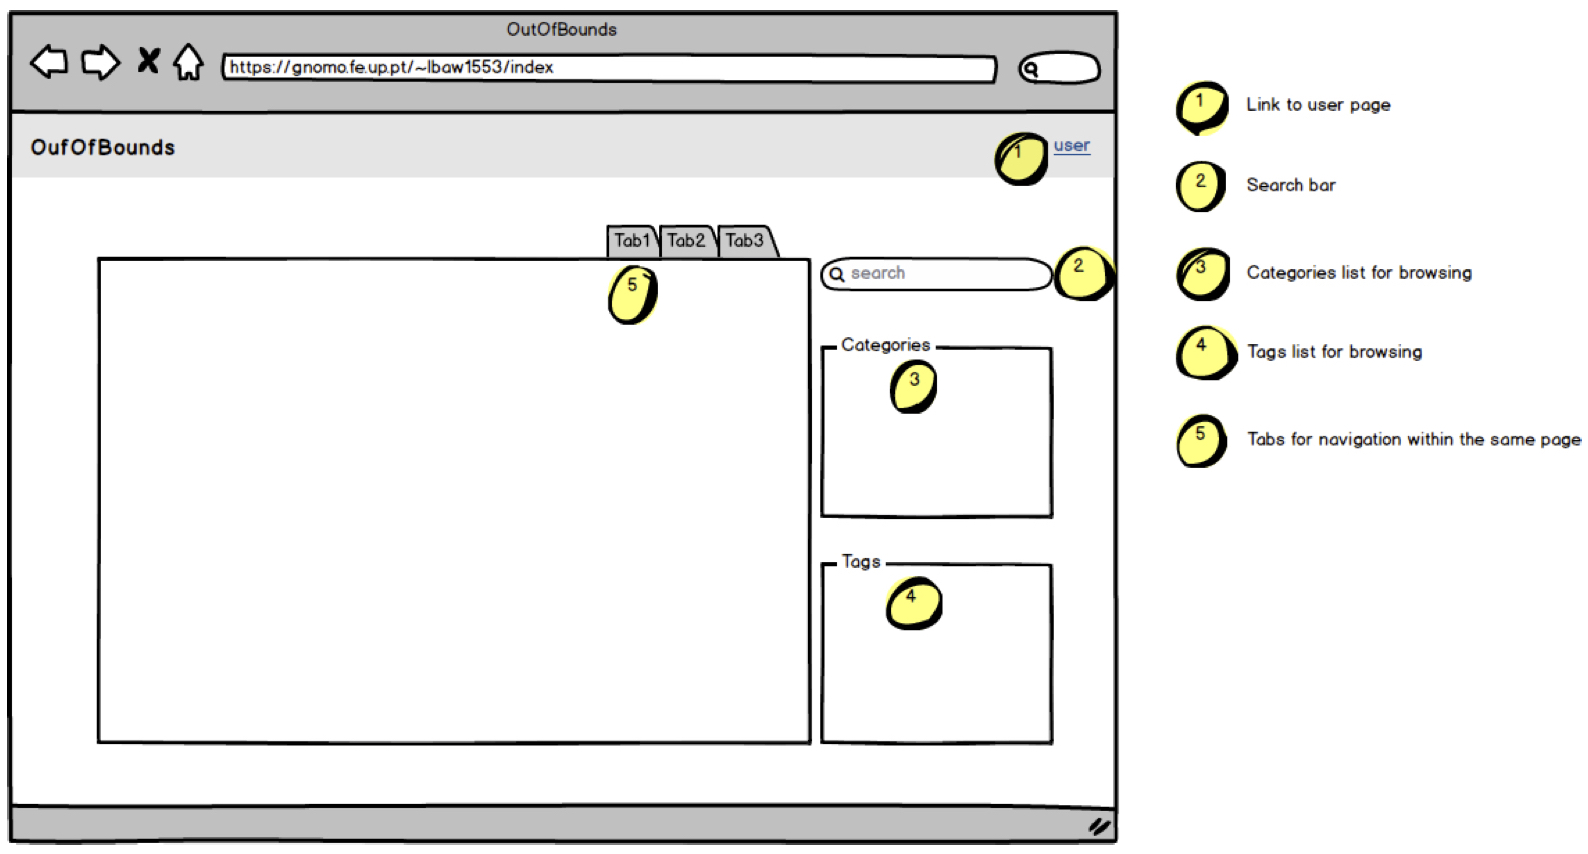 OutOfBounds
https://gnomo.fe.up.pt/~lbaw1553/index
OufOfBounds
1
user
Tab1 Tab2 Tab3
5
search
2
Categories
3
Tags
4
1 Link to user page
2 Search bar
3 Categories list for browsing
4 Tags list for browsing
5 Tabs for navigation within the same page